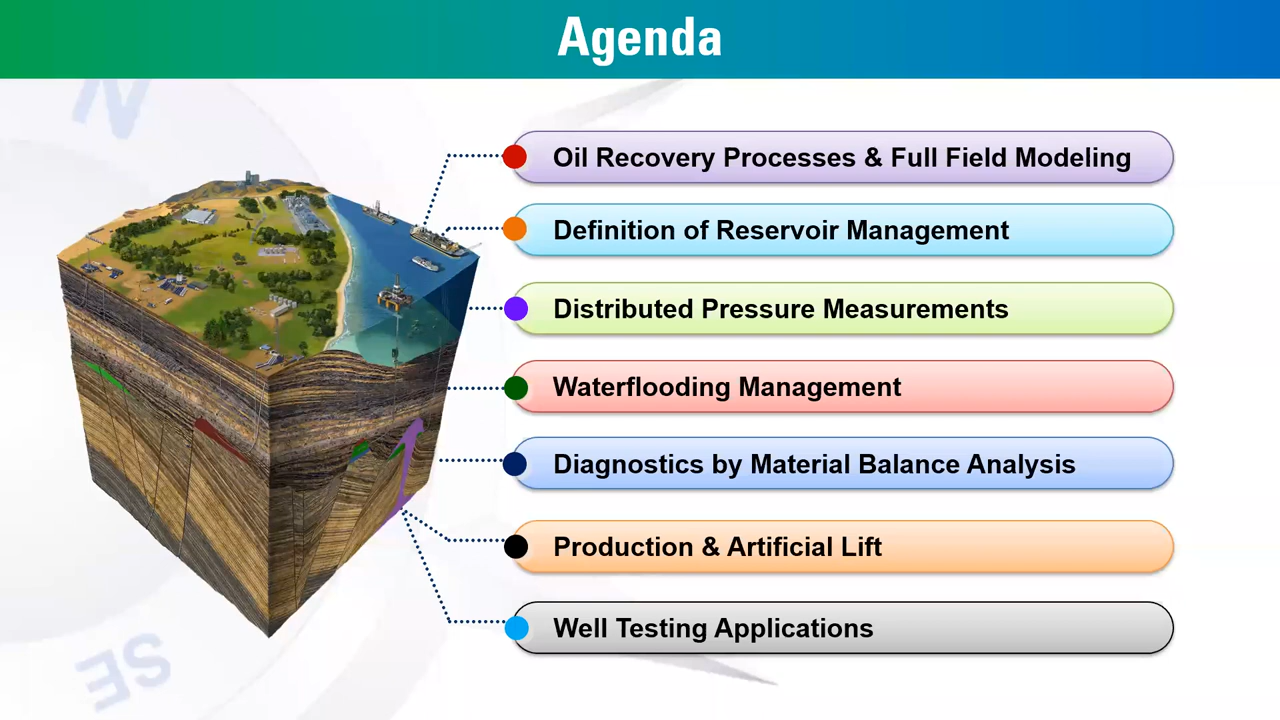 Agenda
N
Oil Recovery Processes & Full Field Modeling
Definition of Reservoir Management
Distributed Pressure Measurements
Waterflooding Management
Diagnostics by Material Balance Analysis
Production & Artificial Lift
Well Testing Applications
SE